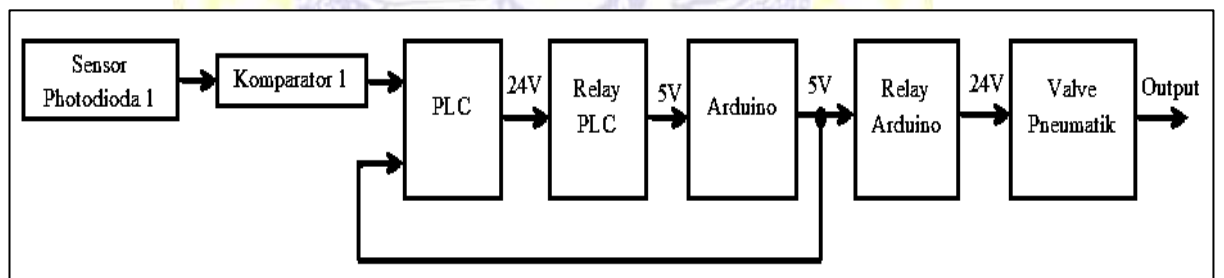 Sensor
Photodioda 1
Komparator 1
PLC
24V
Relay
PLC
5V
Arduino
5V
Relay
Arduino
24V
Valve
Pneumatik
Output